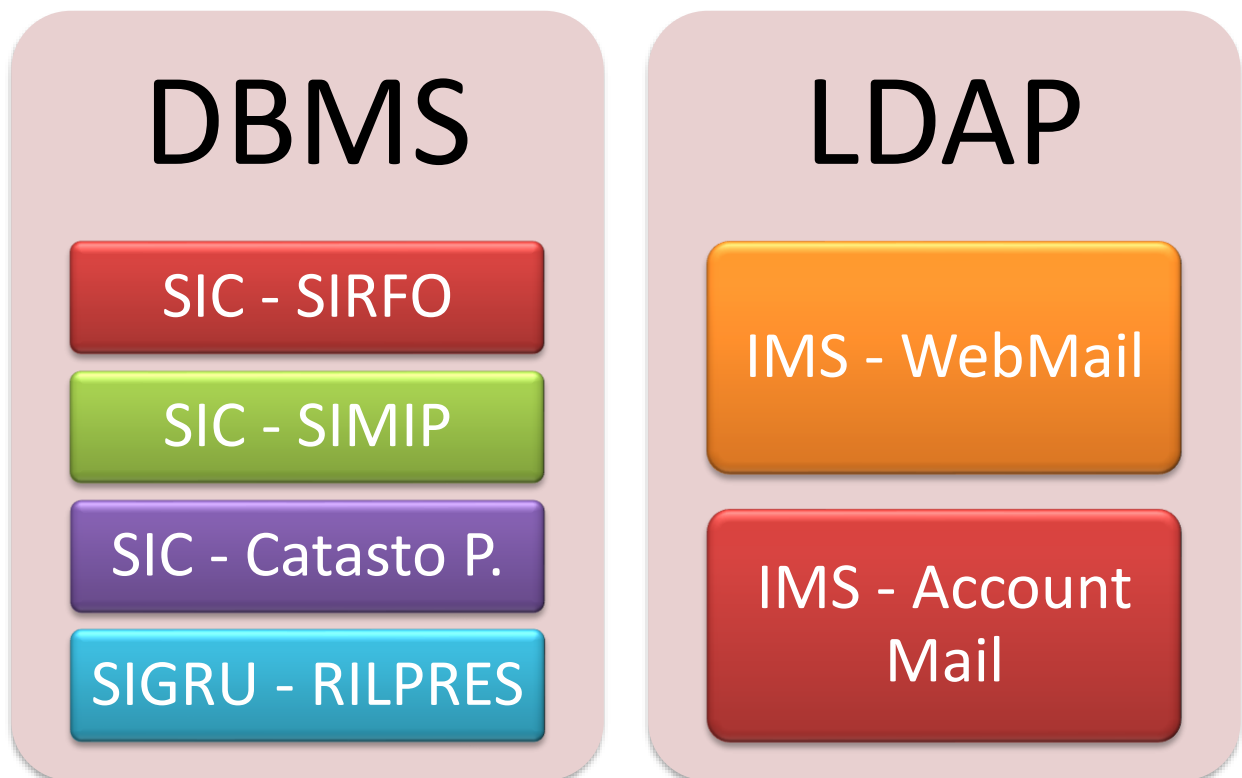 DBMS
SIC - SIRFO
SIC - SIMIP
SIC - Catasto P.
SIGRU - RILPRES
LDAP
IMS - WebMail
IMS - Account
Mail